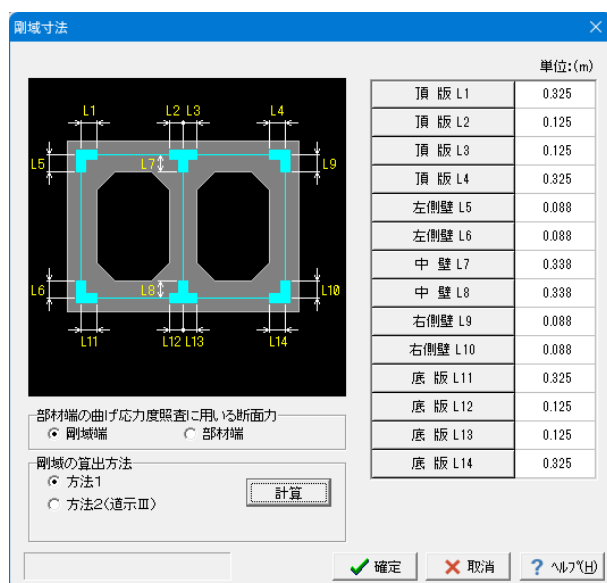 剛域寸法
単位:(m)
L1 L2 L3 L4
L5 L7 L9
L6 L8 L10
L11 L12 L13 L14
頂 版 L1 0.325
頂 版 L2 0.125
頂 版 L3 0.125
頂 版 L4 0.325
左側壁 L5 0.088
左側壁 L6 0.088
中 壁 L7 0.338
中 壁 L8 0.338
右側壁 L9 0.088
右側壁 L10 0.088
底 版 L11 0.325
底 版 L12 0.125
底 版 L13 0.125
底 版 L14 0.325
部材端の曲げ応力度照査に用いる断面力
剛域端 部材端
剛域の算出方法
方法1
方法2(道示Ⅲ)
計算
確定 取消 ? ﾍﾙﾌﾟ(H)